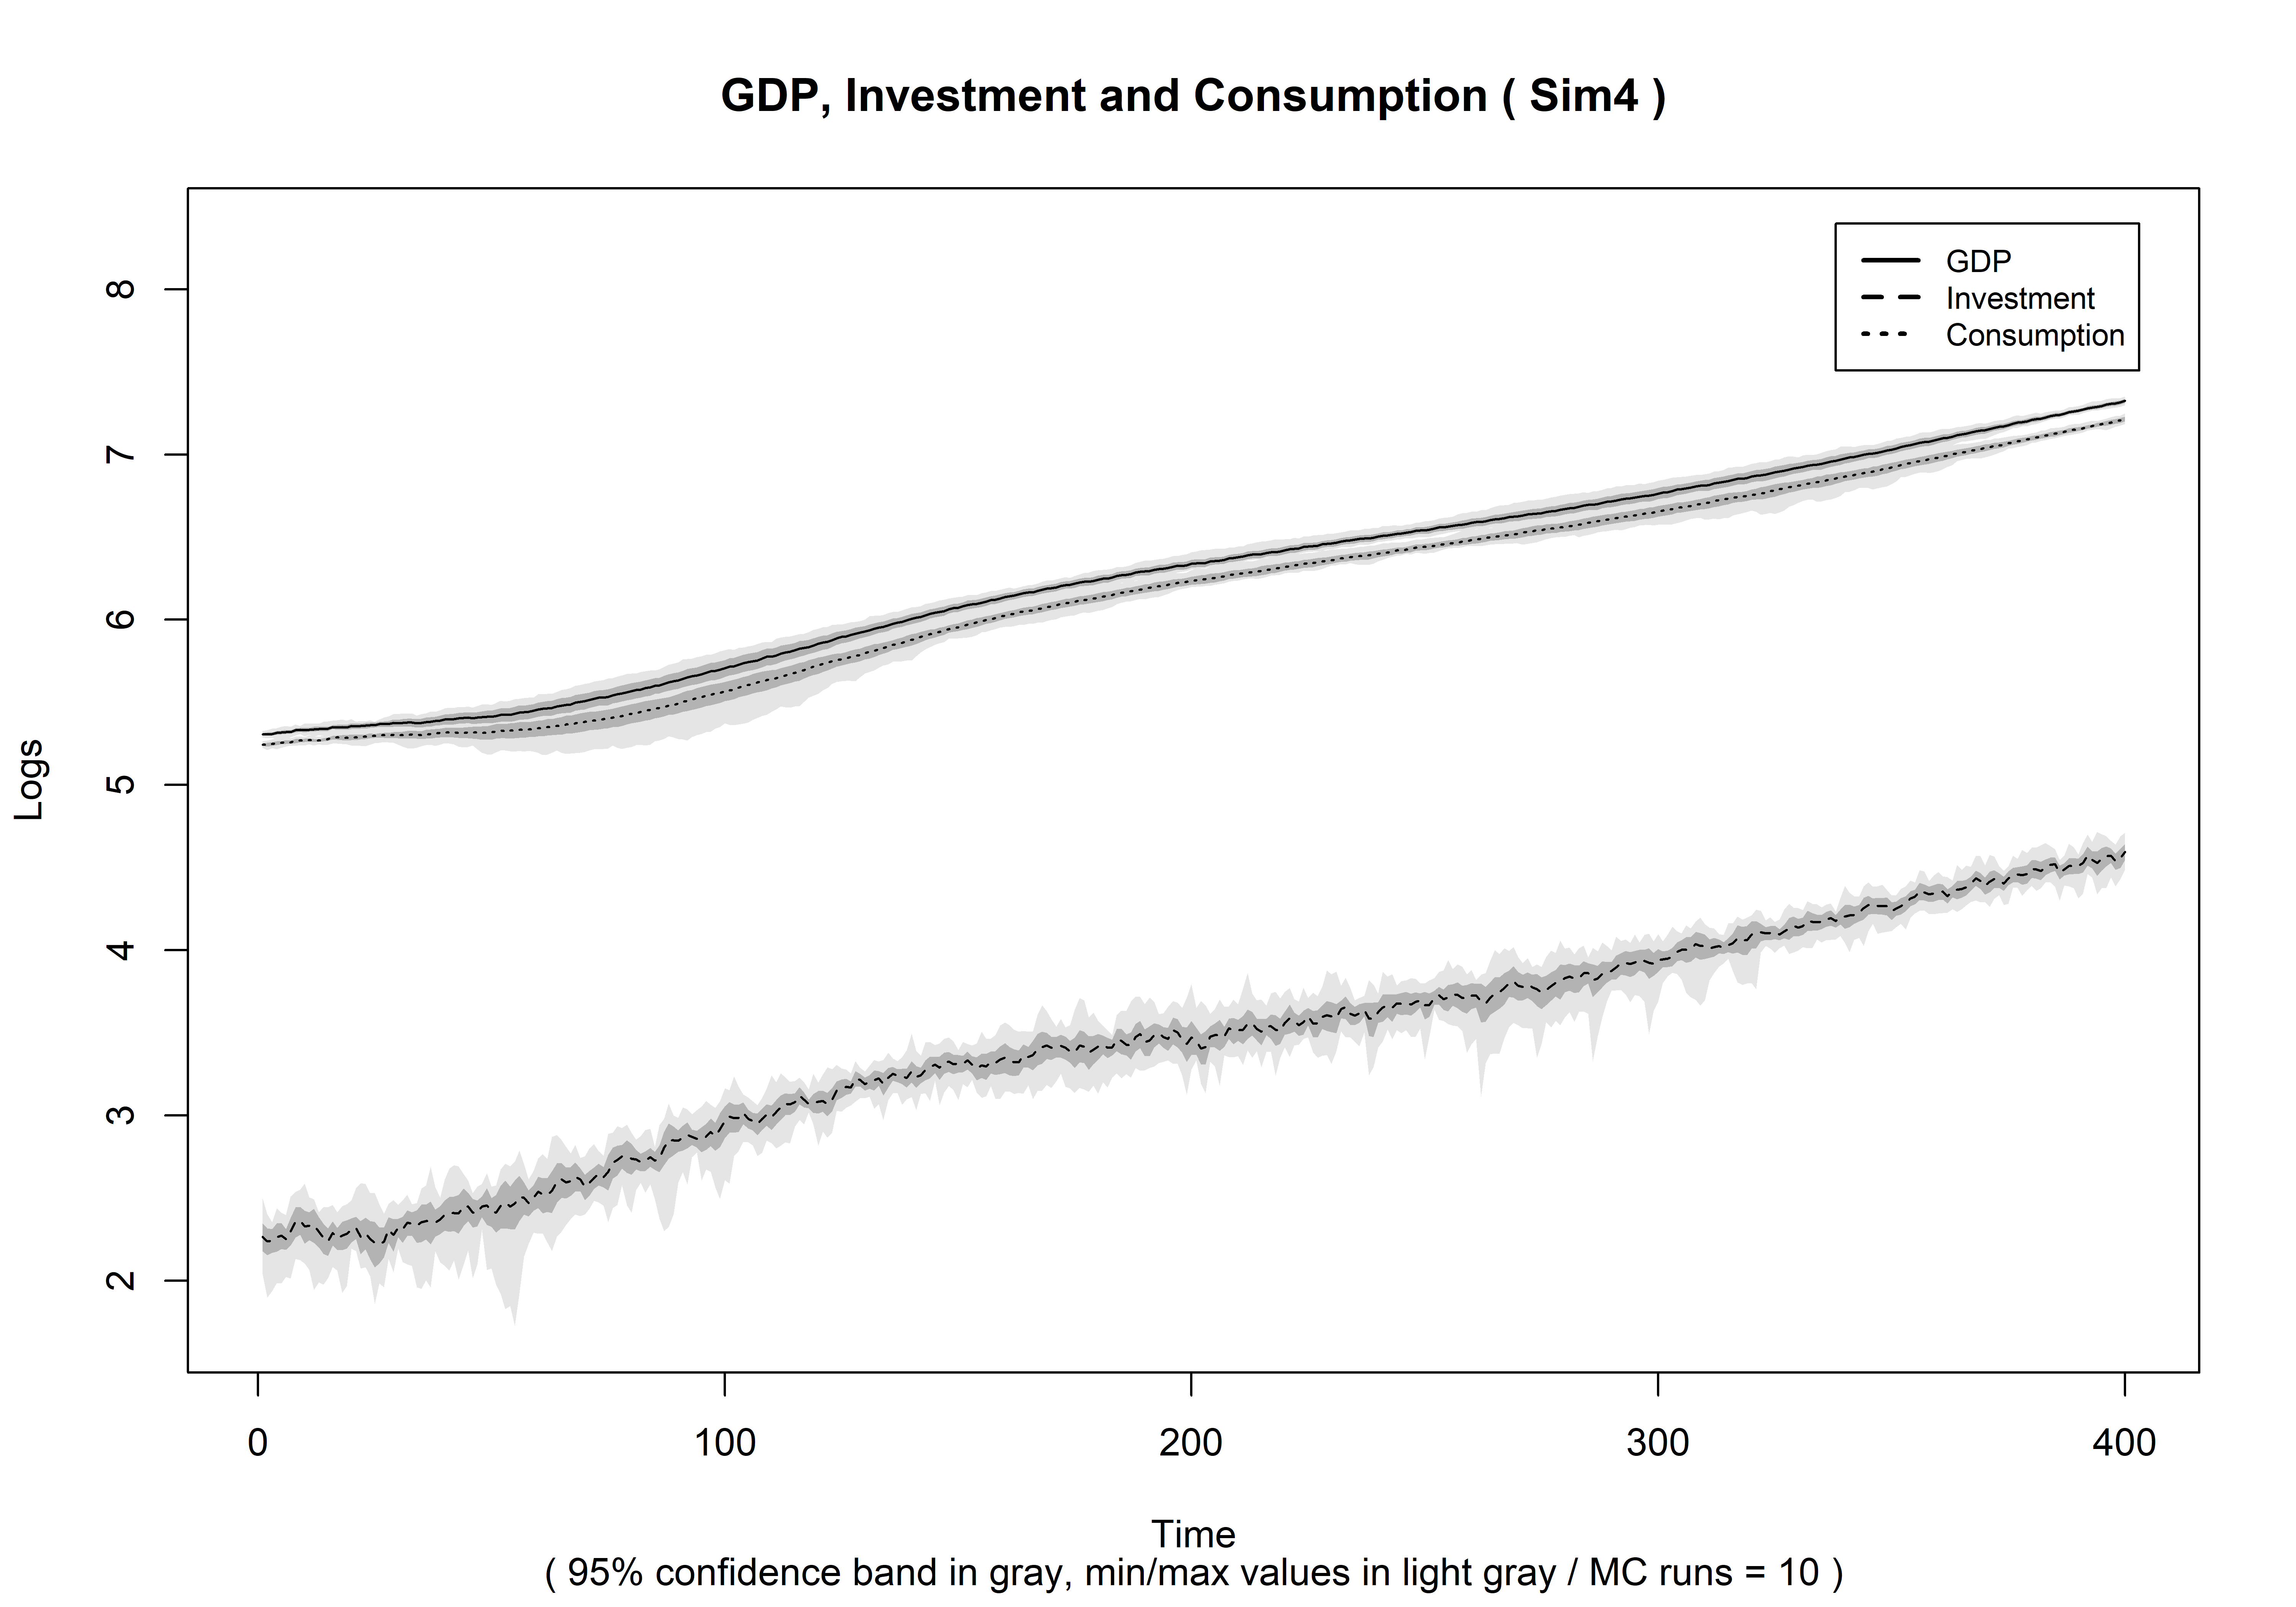 GDP, Investment and Consumption ( Sim4 )
GDP
Investment
Consumption
Logs
8
7
6
5
4
3
2
0 100 200 300 400
Time
( 95% confidence band in gray, min/max values in light gray / MC runs = 10 )